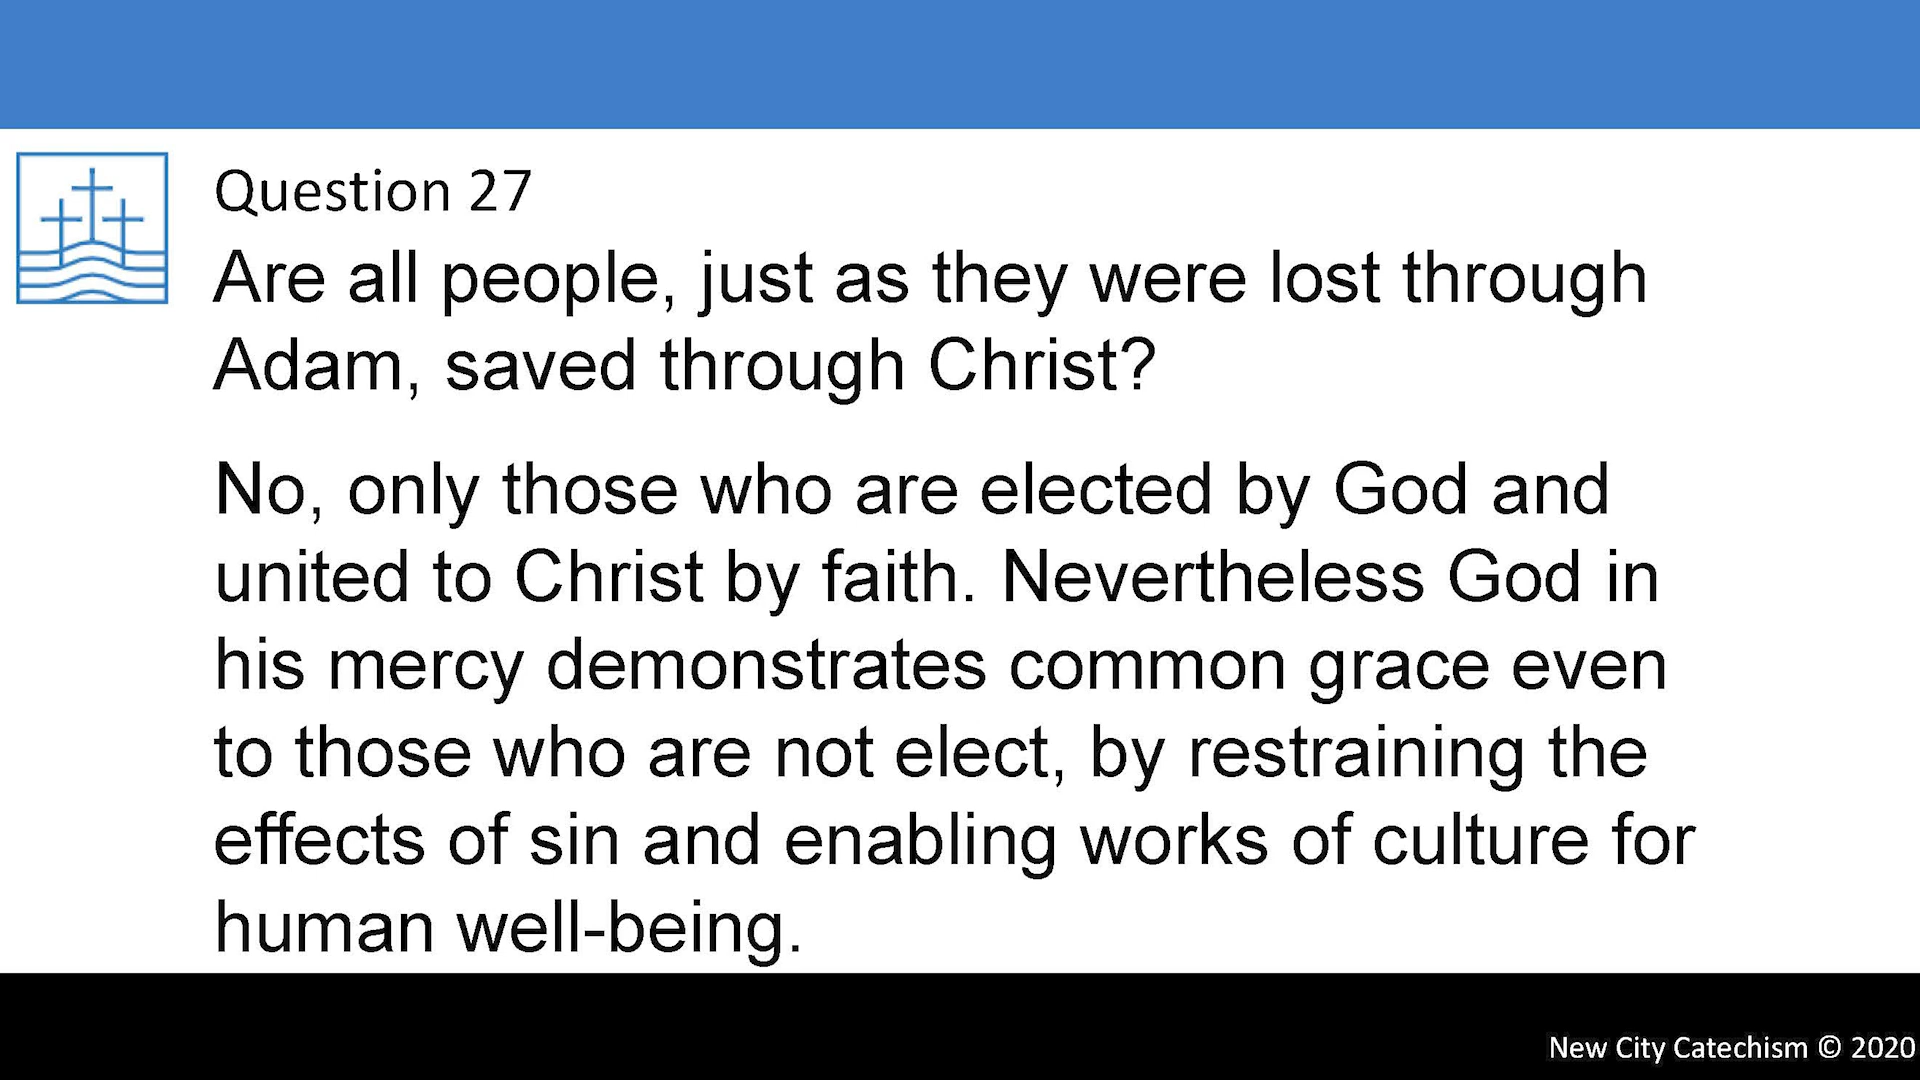 Question 27
Are all people, just as they were lost through
Adam, saved through Christ?
No, only those who are elected by God and
united to Christ by faith. Nevertheless God in
his mercy demonstrates common grace even
to those who are not elect, by restraining the
effects of sin and enabling works of culture for
human well-being.
New City Catechism © 2020